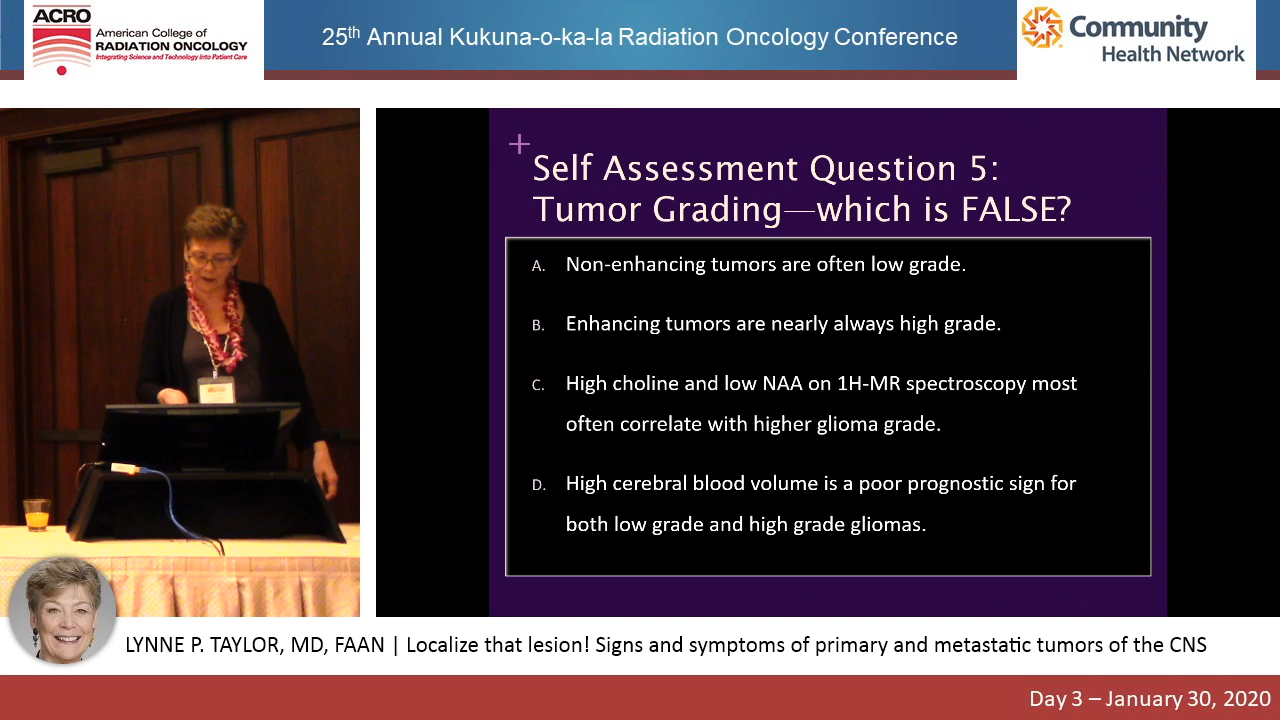 ACRO
American College of
RADIATION ONCOLOGY
Integrating Science and Technology Into Patient Care
25th Annual Kukuna-o-ka-la Radiation Oncology Conference
Community
Health Network
+
Self Assessment Question 5:
Tumor Grading—which is FALSE?
A. Non-enhancing tumors are often low grade.
B. Enhancing tumors are nearly always high grade.
C. High choline and low NAA on 1H-MR spectroscopy most
often correlate with higher glioma grade.
D. High cerebral blood volume is a poor prognostic sign for
both low grade and high grade gliomas.
LYNNE P. TAYLOR, MD, FAAN | Localize that lesion! Signs and symptoms of primary and metastatic tumors of the CNS
Day 3 – January 30, 2020